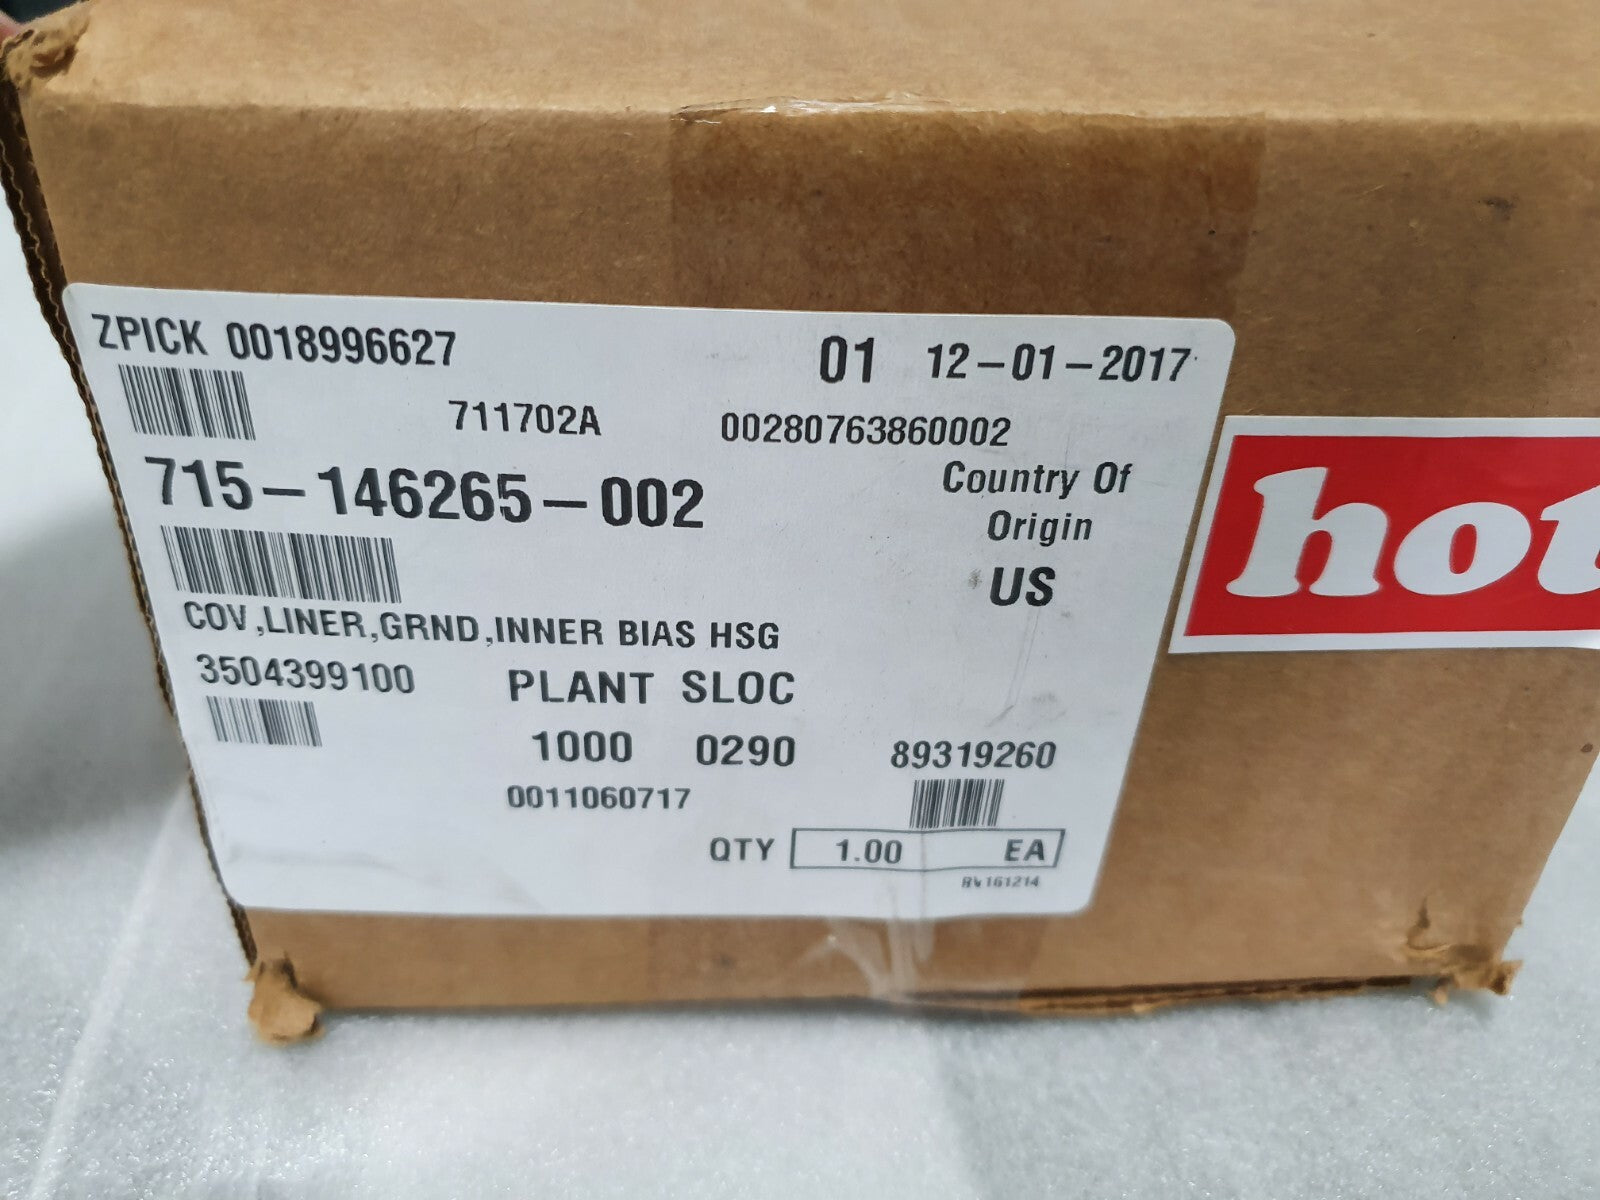 ZPICK 0018996627
01 12-01-2017
711702A 00280763860002
715-146265-002
Country Of
Origin
US
COV,LINER,GRND,INNER BIAS HSG
3504399100
PLANT SLOC
1000 0290
89319260
0011060717
QTY 1.00 EA
RV161214
hot